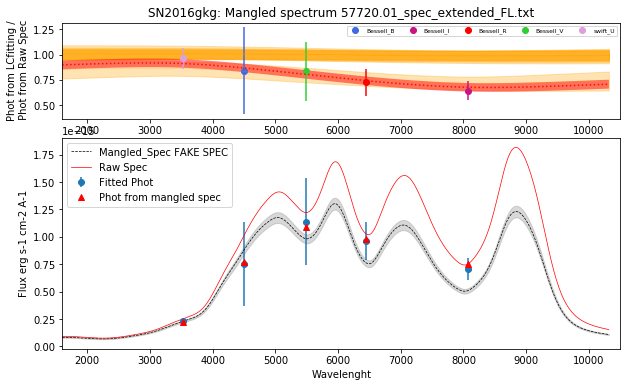 SN2016gkg: Mangled spectrum 57720.01_spec_extended_FL.txt
Phot from LCfitting /
Phot from Raw Spec
1.25
1.00
0.75
0.50
Bessell_B
Bessell_I
Bessell_R
Bessell_V
swift_U
2000 3000 4000 5000 6000 7000 8000 9000 10000
Flux erg s-1 cm-2 A-1
1.75
1.50
1.25
1.00
0.75
0.50
0.25
0.00
Mangled_Spec FAKE SPEC
Raw Spec
Fitted Phot
Phot from mangled spec
2000 3000 4000 5000 6000 7000 8000 9000 10000
Wavelenght